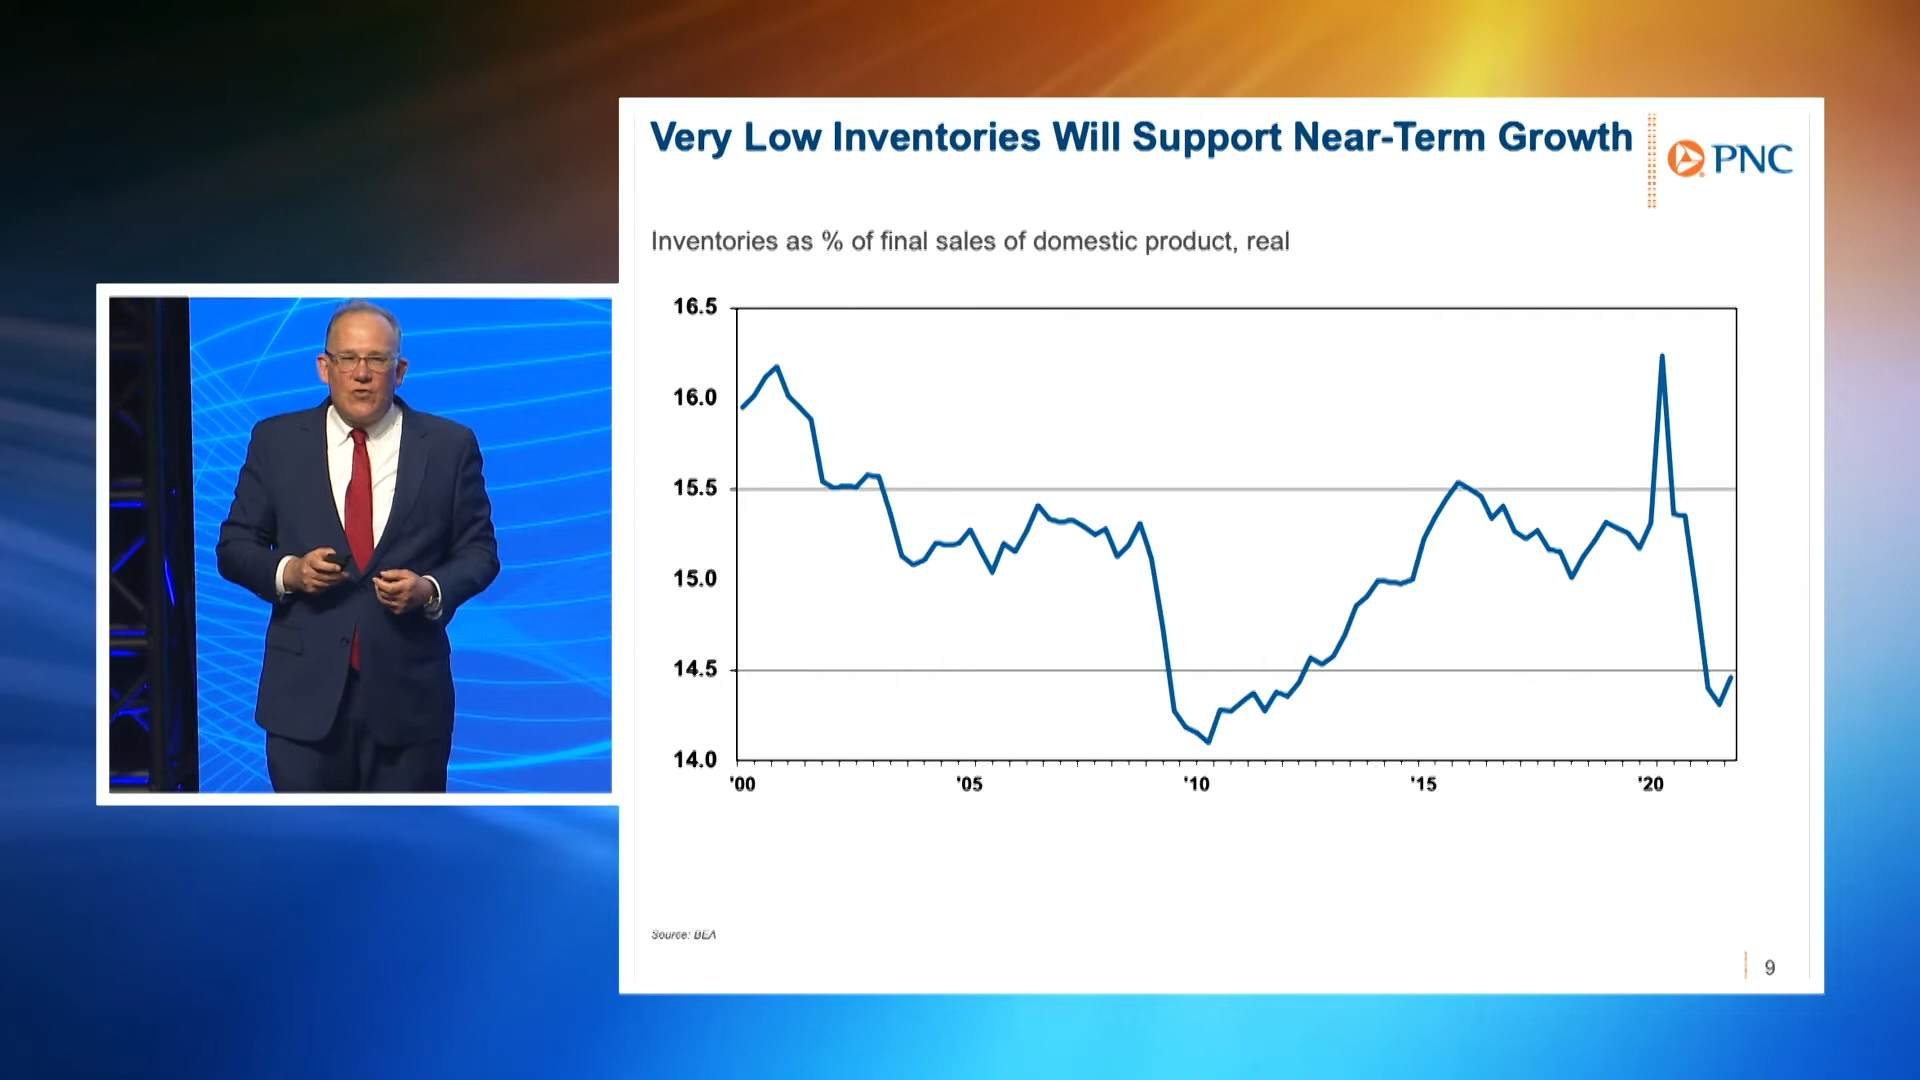 Very Low Inventories Will Support Near-Term Growth
PNC
Inventories as % of final sales of domestic product, real
16.5
16.0
15.5
15.0
14.5
14.0
'00 '05 '10 '15 '20
Source: BEA
9